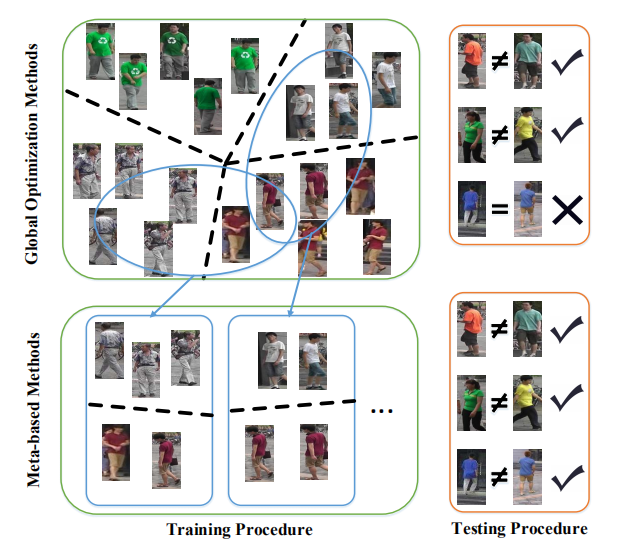 Global Optimization Methods
≠
≠
=
Meta-based Methods
...
≠
≠
≠
Training Procedure
Testing Procedure